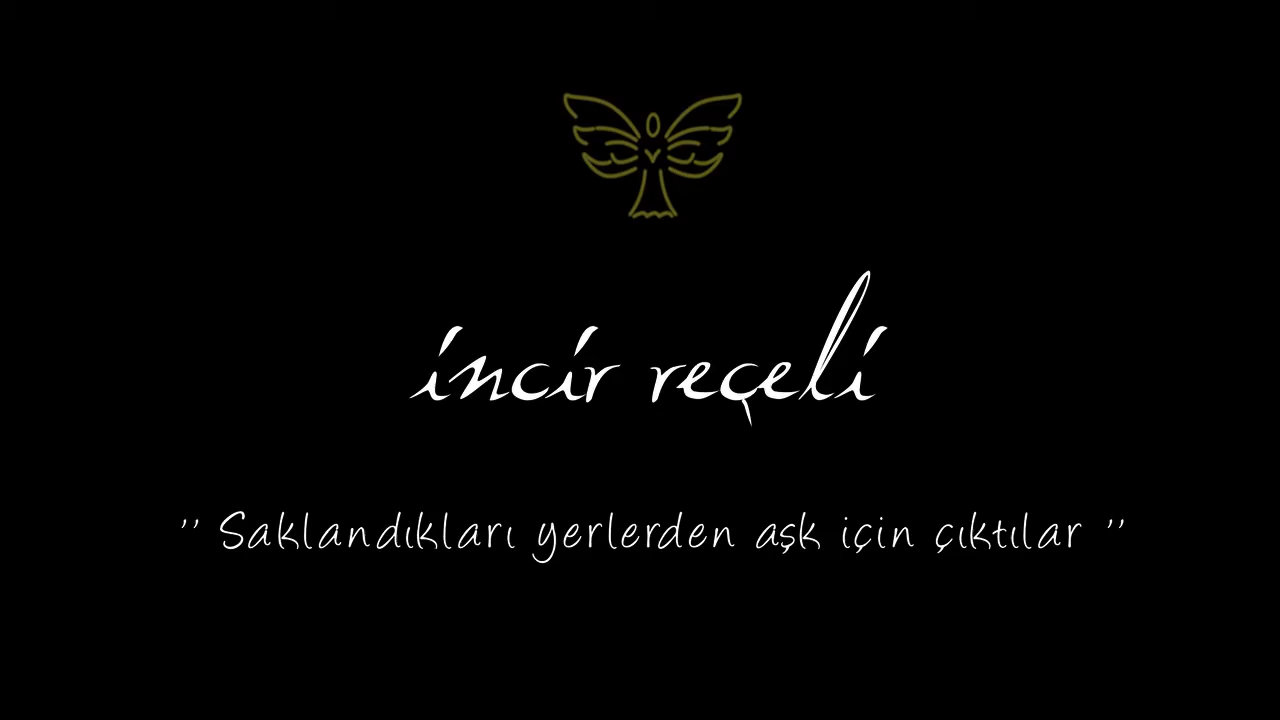 incir reçeli
" Saklandıkları yerlerden aşk için çıktılar "